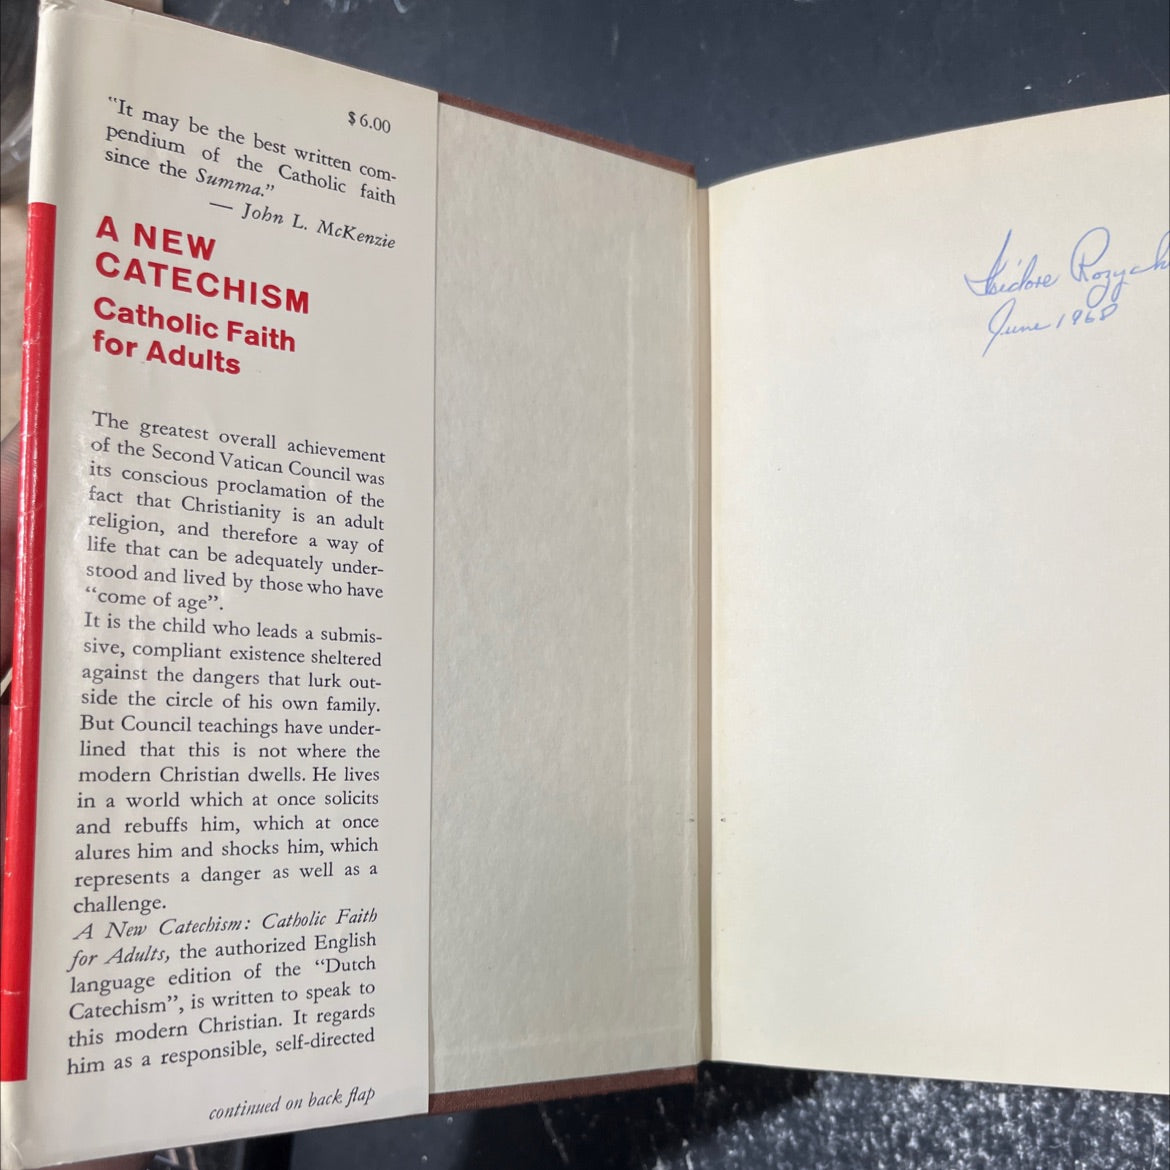 $6.00
"It may be the best written com-
pendium of the Catholic faith
since the Summa."
— John L. McKenzie
A NEW
CATECHISM
Catholic Faith
for Adults
The greatest overall achievement
of the Second Vatican Council was
its conscious proclamation of the
fact that Christianity is an adult
religion, and therefore a way of
life that can be adequately under-
stood and lived by those who have
"come of age".
It is the child who leads a submis-
sive, compliant existence sheltered
against the dangers that lurk out-
side the circle of his own family.
But Council teachings have under-
lined that this is not where the
modern Christian dwells. He lives
in a world which at once solicits
and rebuffs him, which at once
alures him and shocks him, which
represents a danger as well as a
challenge.
A New Catechism: Catholic Faith
for Adults, the authorized English
language edition of the "Dutch
Catechism", is written to speak to
this modern Christian. It regards
him as a responsible, self-directed
continued on back flap
Isidore
June 1968